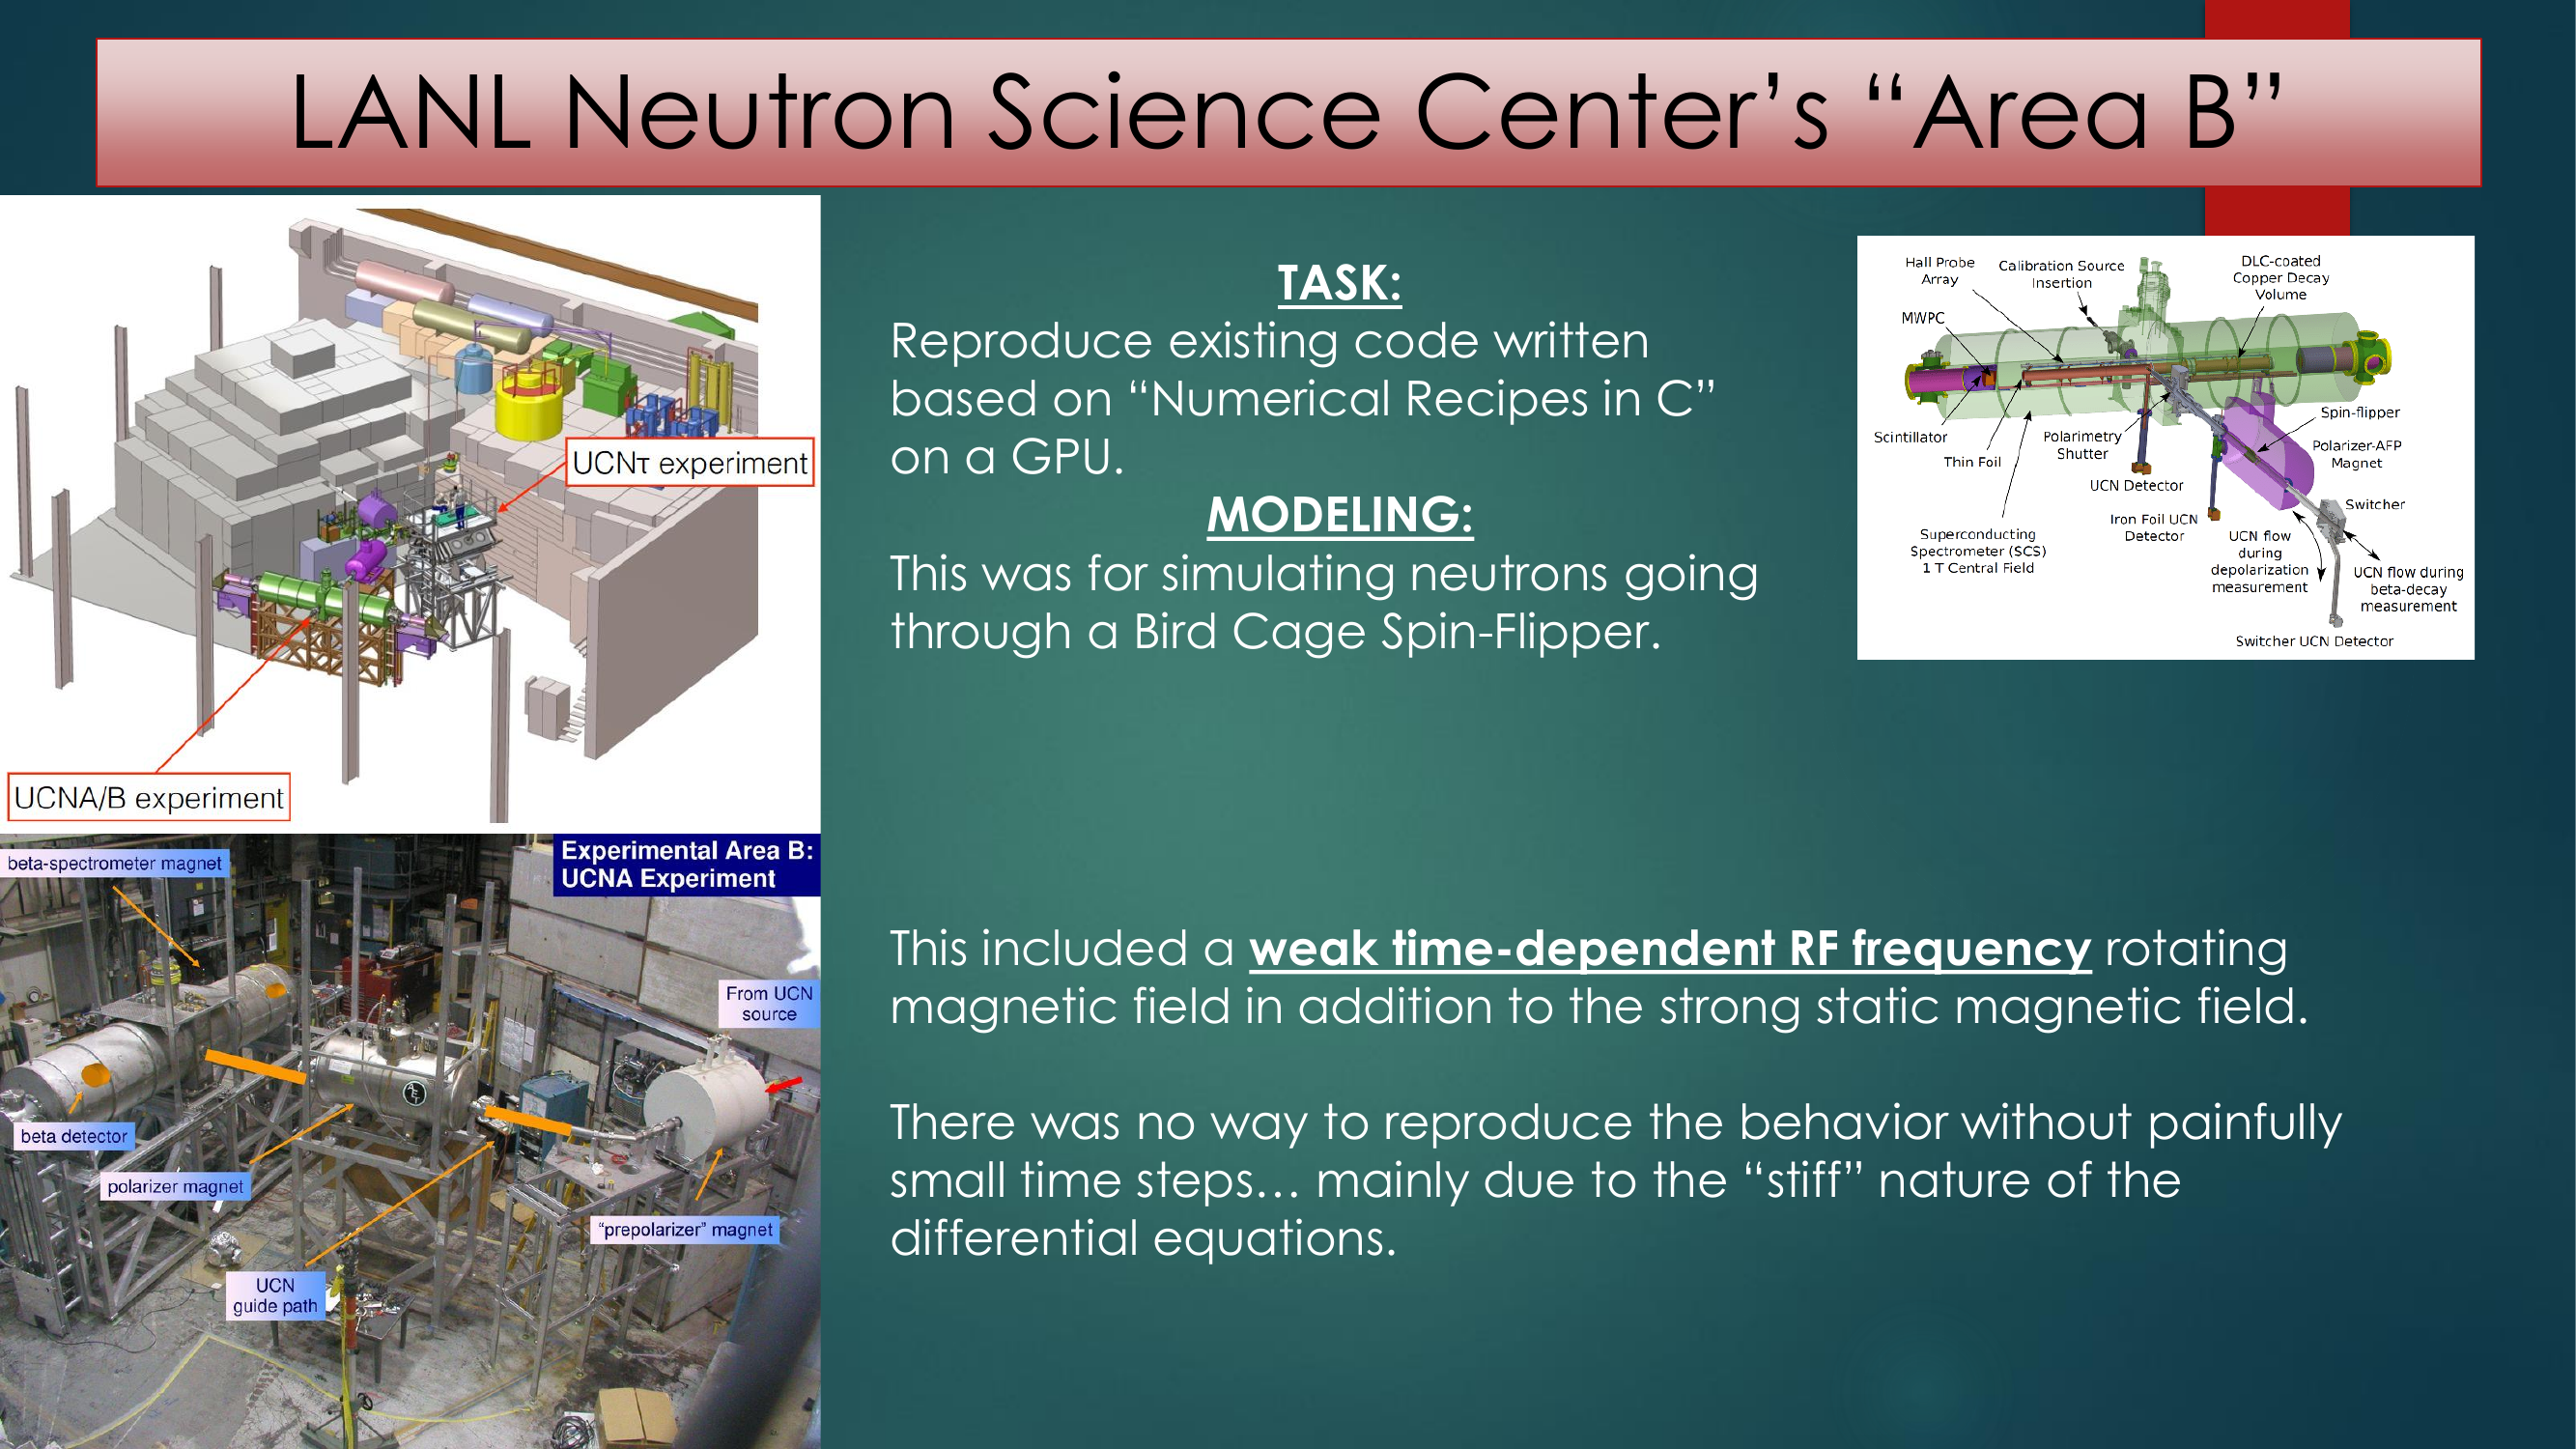 LANL Neutron Science Center’s “Area B”
UCNτ experiment
UCNA/B experiment
TASK:
Reproduce existing code written
based on “Numerical Recipes in C”
on a GPU.
MODELING:
This was for simulating neutrons going
through a Bird Cage Spin-Flipper.
Hall Probe
Array
Calibration Source
Insertion
DLC-coated
Copper Decay
Volume
MWPC
Spin-flipper
Scintillator
Polarimetry
Shutter
Polarizer-AFP
Magnet
Thin Foil
UCN Detector
Switcher
Iron Foil UCN
Detector
Superconducting
Spectrometer (SCS)
1 T Central Field
UCN flow
during
depolarization
measurement
UCN flow during
beta-decay
measurement
Switcher UCN Detector
Experimental Area B:
UCNA Experiment
beta-spectrometer magnet
From UCN
source
AET
beta detector
polarizer magnet
“prepolarizer” magnet
UCN
guide path
This included a weak time-dependent RF frequency rotating
magnetic field in addition to the strong static magnetic field.
There was no way to reproduce the behavior without painfully
small time steps... mainly due to the “stiff” nature of the
differential equations.